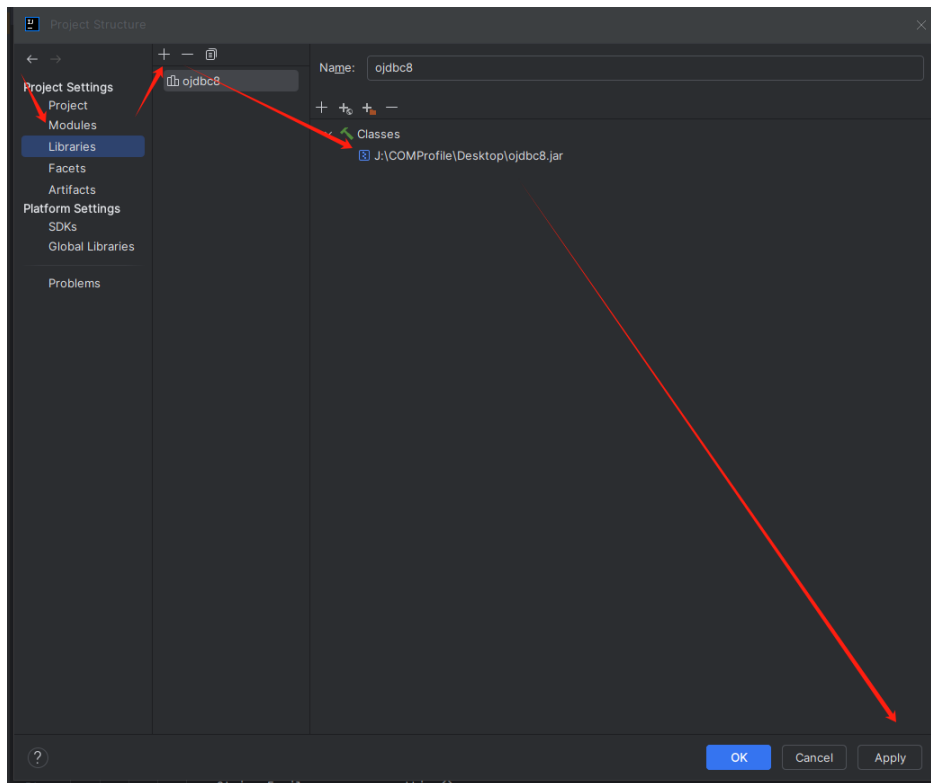 Project Structure
Project Settings
Project
Modules
Libraries
Facets
Artifacts
Platform Settings
SDKs
Global Libraries
Problems
ojdbc8
Name: ojdbc8
Classes
J:\COMProfile\Desktop\ojdbc8.jar
?
OK Cancel Apply